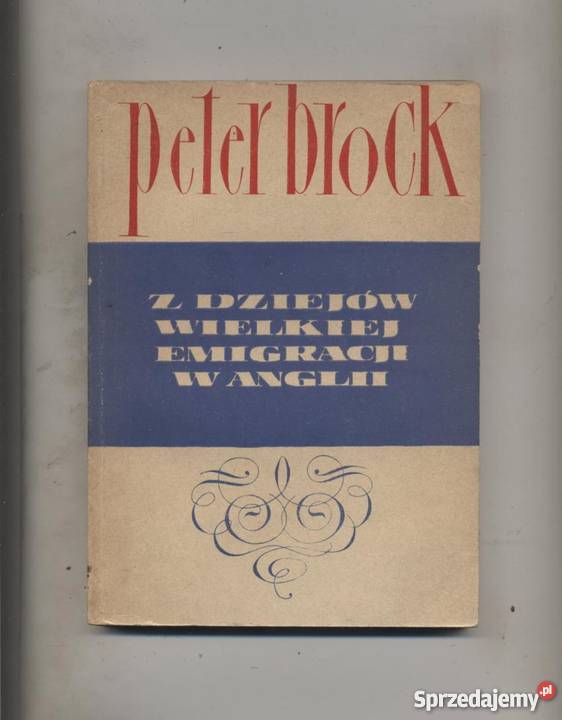 peter brock
Z DZIEJÓW
WIELKIEJ
EMIGRACJI
W ANGLII
Sprzedajemy.pl